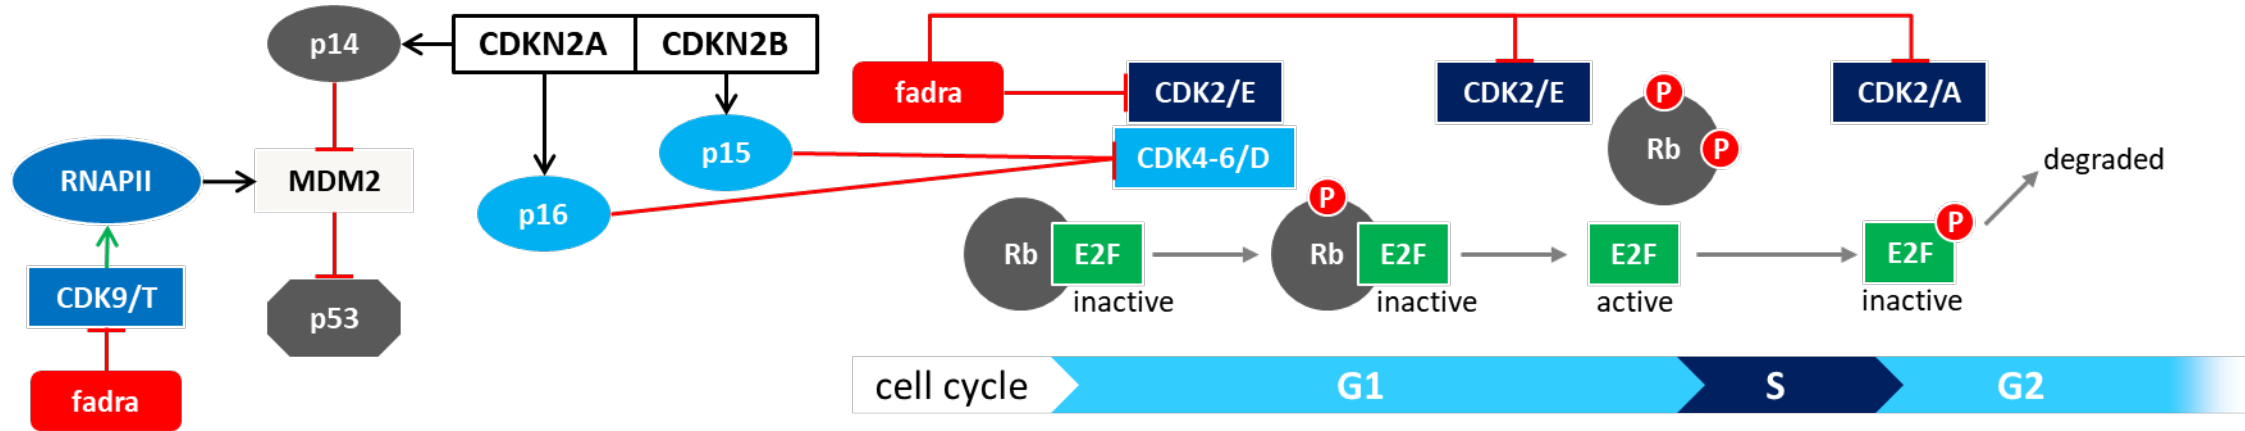 p14
CDKN2A
CDKN2B
fadra
CDK2/E
CDK2/E
CDK2/A
P
Rb
P
p15
CDK4-6/D
degraded
RNAPII
MDM2
p16
P
P
Rb
E2F
Rb
E2F
E2F
E2F
inactive
inactive
active
inactive
CDK9/T
p53
fadra
cell cycle
G1
S
G2